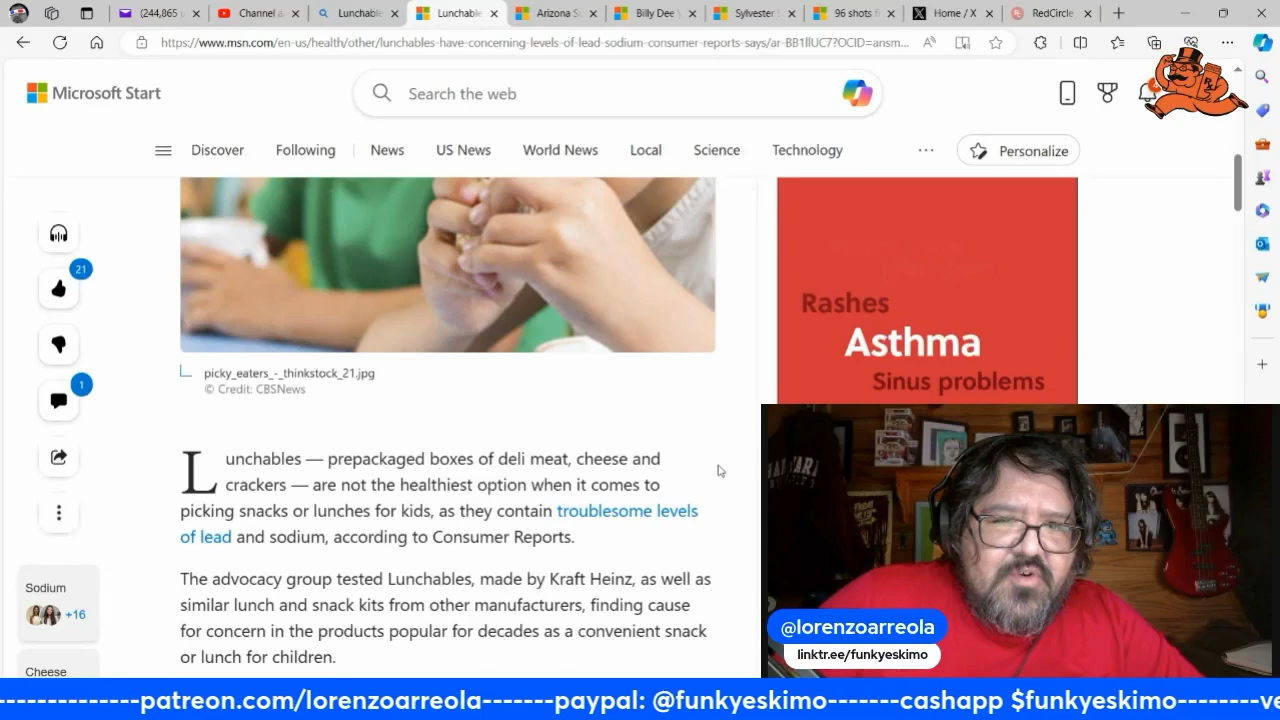 (244,865 u
Channel a
Lunchable
Lunchable
Arizona S
Billy Dee
Sylvester
96 shots f
Home / X
RedCircle
https://www.msn.com/en-us/health/other/lunchables-have-concerning-levels-of-lead-sodium-consumer-reports-says/ar-BB1llUC7?OCID=ansm...
Microsoft Start
Search the web
Discover
Following
News
US News
World News
Local
Science
Technology
Personalize
21
1
Rashes
Asthma
Sinus problems
picky_eaters_-_thinkstock_21.jpg
© Credit: CBSNews
Lunchables — prepackaged boxes of deli meat, cheese and
crackers — are not the healthiest option when it comes to
picking snacks or lunches for kids, as they contain troublesome levels
of lead and sodium, according to Consumer Reports.
The advocacy group tested Lunchables, made by Kraft Heinz, as well as
similar lunch and snack kits from other manufacturers, finding cause
for concern in the products popular for decades as a convenient snack
or lunch for children.
Sodium
+16
Cheese
@lorenzoarreola
linktr.ee/funkyeskimo
--------------patreon.com/lorenzoarreola-------paypal: @funkyeskimo-------cashapp $funkyeskimo--------ve